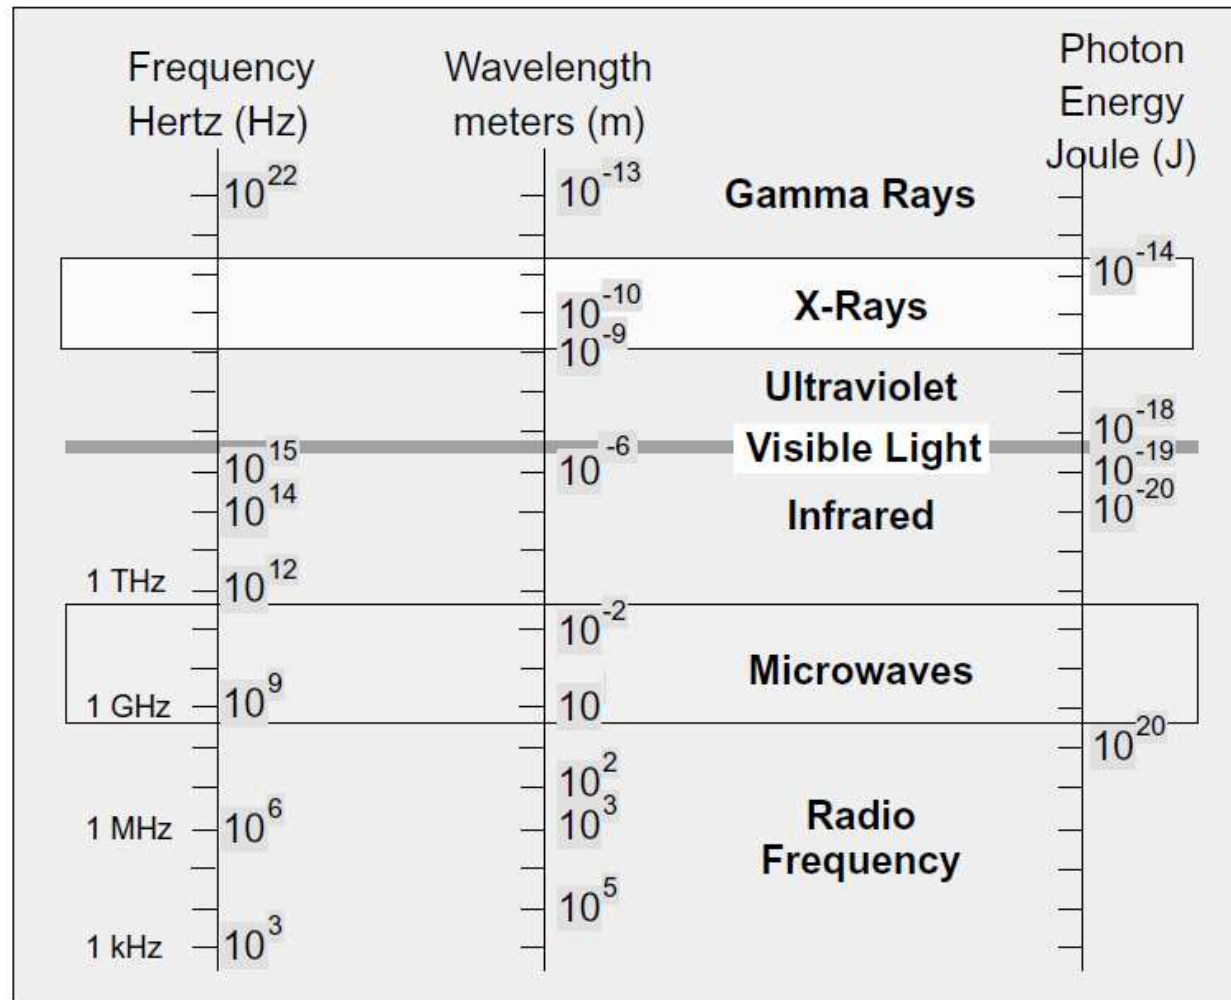 Frequency
Hertz (Hz)
Wavelength
meters (m)
Photon
Energy
Joule (J)
10^22
10^-13
Gamma Rays
10^-14
10^-10
X-Rays
10^-9
Ultraviolet
10^-18
Visible Light
10^15
10^-6
10^-19
10^14
Infrared
10^-20
1 THz
10^12
10^-2
Microwaves
1 GHz
10^9
10
10^20
10^2
1 MHz
10^6
10^3
Radio
Frequency
10^5
1 kHz
10^3